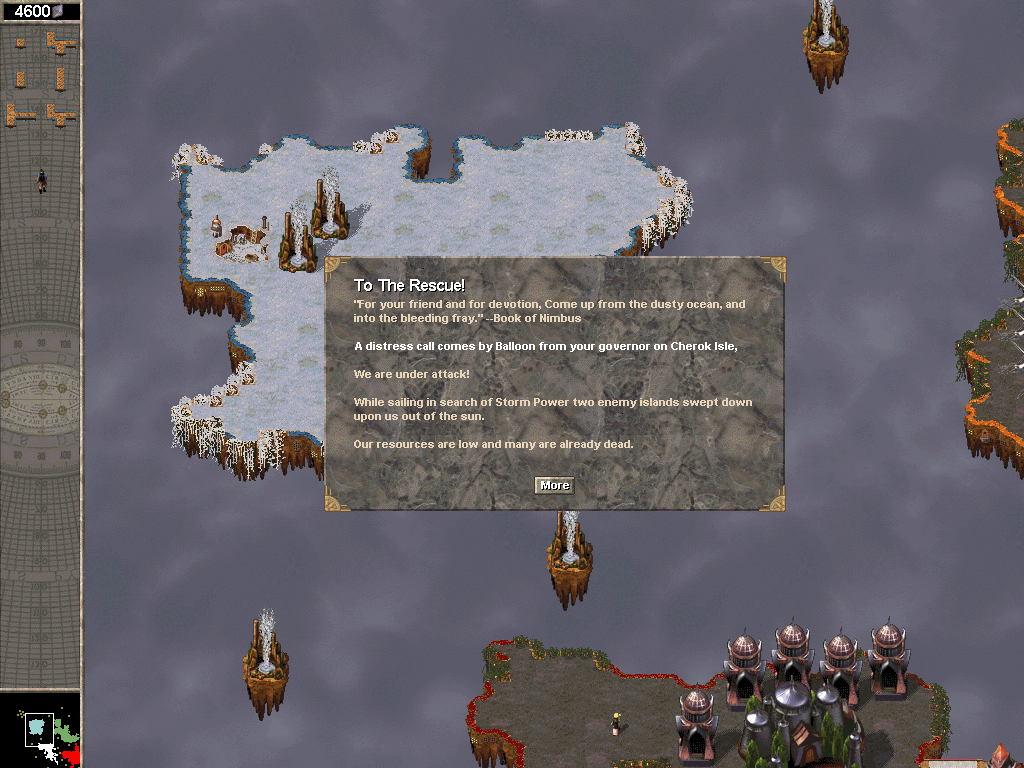 4600
To The Rescue!
"For your friend and for devotion, Come up from the dusty ocean, and
into the bleeding fray." --Book of Nimbus
A distress call comes by Balloon from your governor on Cherok Isle,
We are under attack!
While sailing in search of Storm Power two enemy islands swept down
upon us out of the sun.
Our resources are low and many are already dead.
More